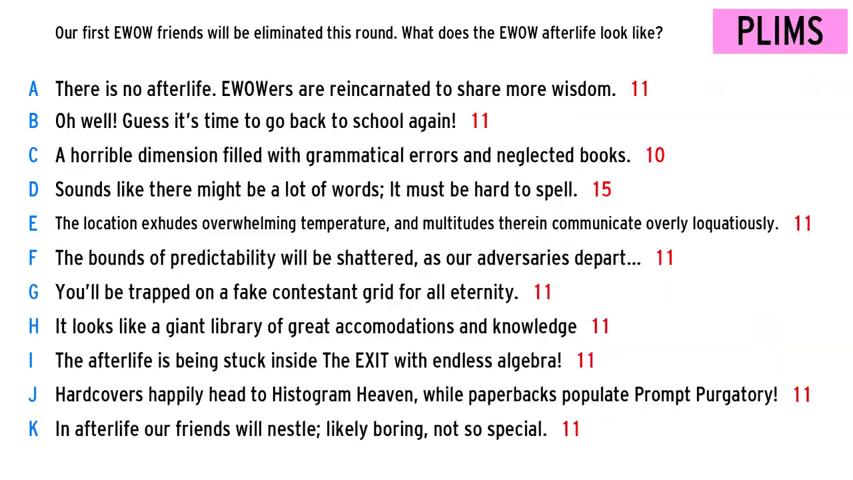 Our first EWOW friends will be eliminated this round. What does the EWOW afterlife look like?
PLIMS
A There is no afterlife. EWOWers are reincarnated to share more wisdom. 11
B Oh well! Guess it's time to go back to school again! 11
C A horrible dimension filled with grammatical errors and neglected books. 10
D Sounds like there might be a lot of words; It must be hard to spell. 15
E The location exhudes overwhelming temperature, and multitudes therein communicate overly loquatiously. 11
F The bounds of predictability will be shattered, as our adversaries depart... 11
G You'll be trapped on a fake contestant grid for all eternity. 11
H It looks like a giant library of great accomodations and knowledge 11
I The afterlife is being stuck inside The EXIT with endless algebra! 11
J Hardcovers happily head to Histogram Heaven, while paperbacks populate Prompt Purgatory! 11
K In afterlife our friends will nestle; likely boring, not so special. 11